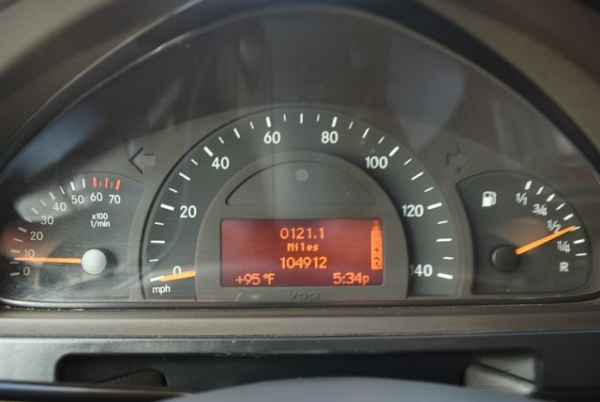 0 10 20 30 40 50 60 70
x100
1/min
0 20 40 60 80 100 120 140
mph
0121.1
Miles
104912
+95°F 5:34p
VDO
1/1 3/4 1/2 1/4 R